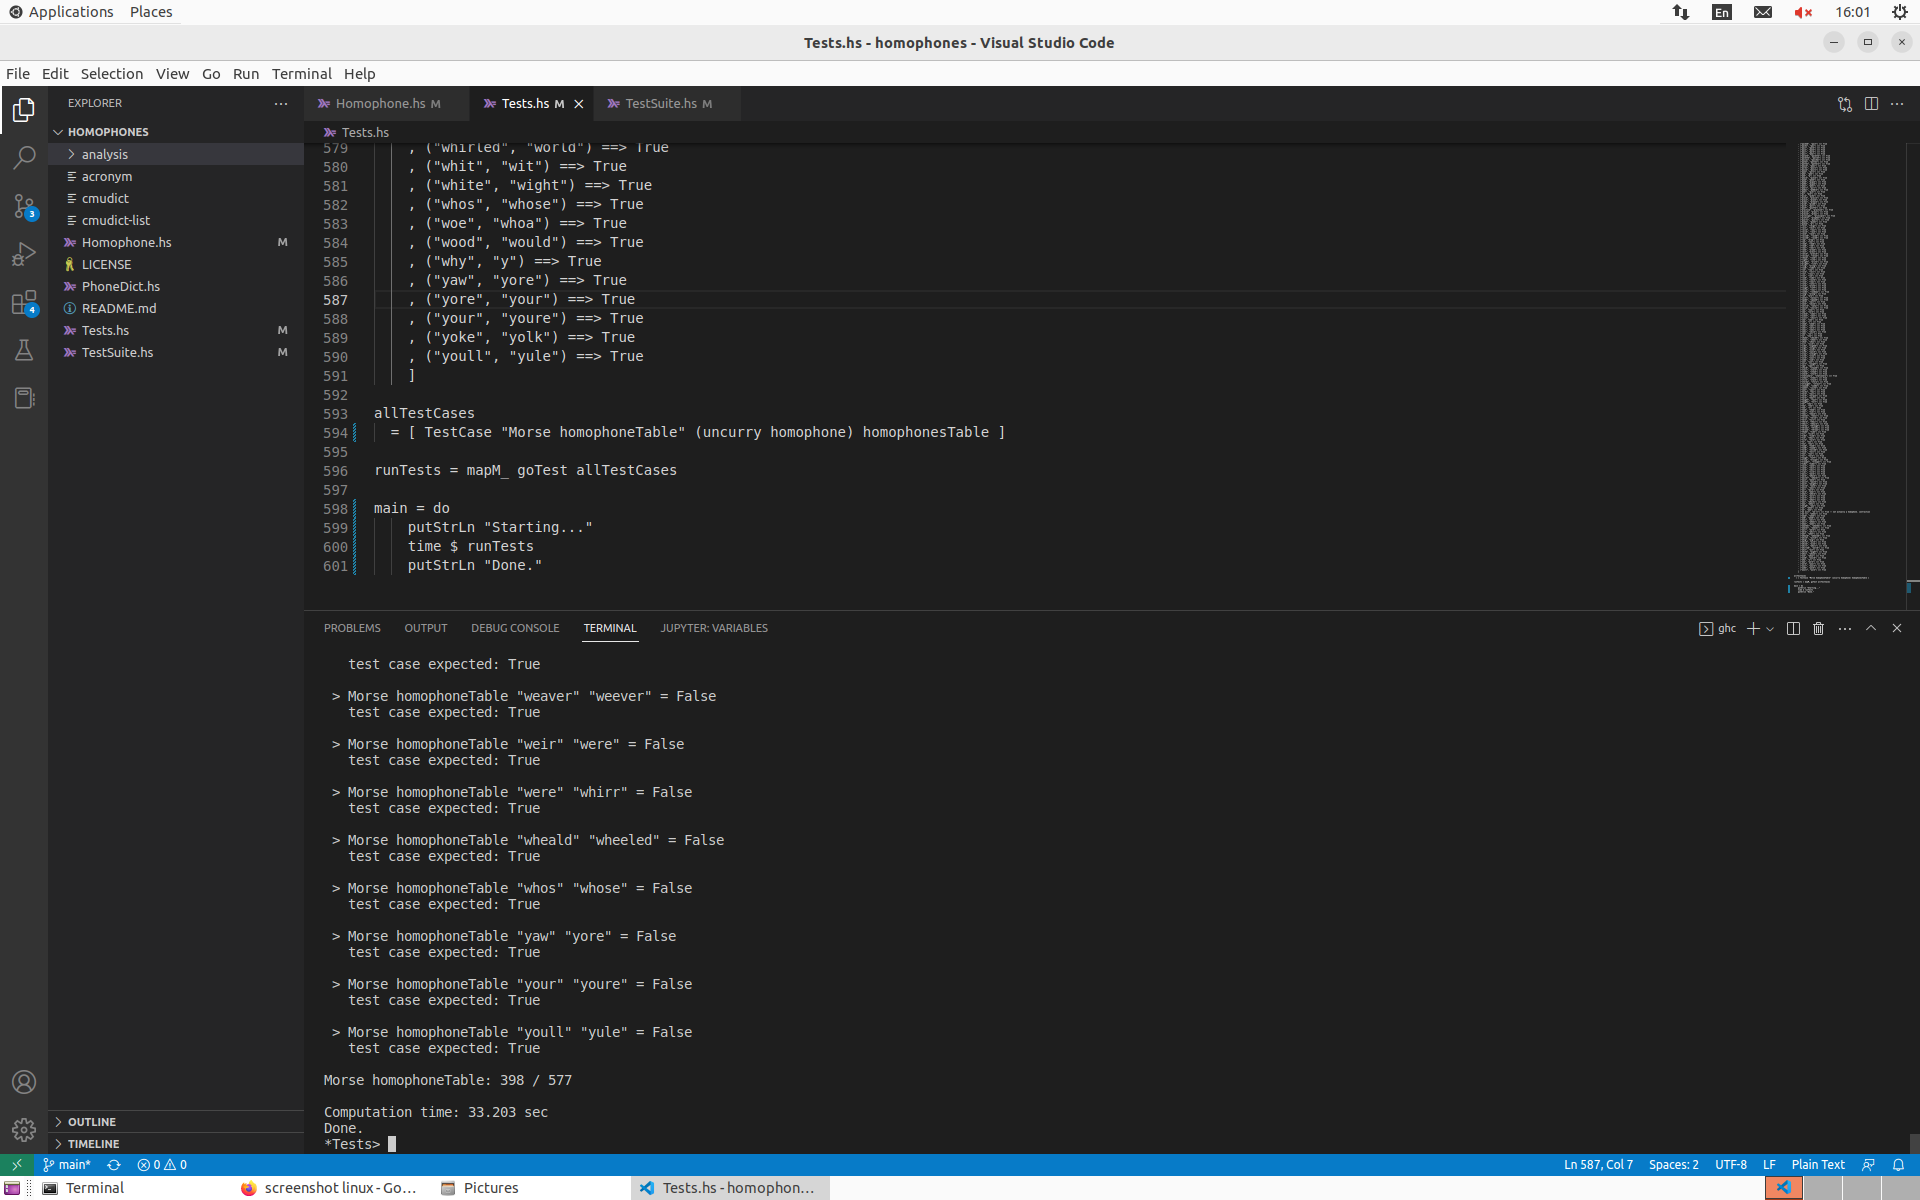 Applications Places En 16:01
Tests.hs - homophones - Visual Studio Code
File Edit Selection View Go Run Terminal Help
EXPLORER
HOMOPHONES
analysis
acronym
cmudict
cmudict-list
Homophone.hs M
LICENSE
PhoneDict.hs
README.md
Tests.hs M
TestSuite.hs M
OUTLINE
TIMELINE
3
4
Homophone.hs M Tests.hs M TestSuite.hs M
Tests.hs
579 , ("whirled", "world") ==> True
580 , ("whit", "wit") ==> True
581 , ("white", "wight") ==> True
582 , ("whos", "whose") ==> True
583 , ("woe", "whoa") ==> True
584 , ("wood", "would") ==> True
585 , ("why", "y") ==> True
586 , ("yaw", "yore") ==> True
587 , ("yore", "your") ==> True
588 , ("your", "youre") ==> True
589 , ("yoke", "yolk") ==> True
590 , ("youll", "yule") ==> True
591 ]
592
593 allTestCases
594 = [ TestCase "Morse homophoneTable" (uncurry homophone) homophonesTable ]
595
596 runTests = mapM_ goTest allTestCases
597
598 main = do
599 putStrLn "Starting..."
600 time $ runTests
601 putStrLn "Done."
PROBLEMS OUTPUT DEBUG CONSOLE TERMINAL JUPYTER: VARIABLES ghc
test case expected: True
> Morse homophoneTable "weaver" "weever" = False
test case expected: True
> Morse homophoneTable "weir" "were" = False
test case expected: True
> Morse homophoneTable "were" "whirr" = False
test case expected: True
> Morse homophoneTable "wheald" "wheeled" = False
test case expected: True
> Morse homophoneTable "whos" "whose" = False
test case expected: True
> Morse homophoneTable "yaw" "yore" = False
test case expected: True
> Morse homophoneTable "your" "youre" = False
test case expected: True
> Morse homophoneTable "youll" "yule" = False
test case expected: True
Morse homophoneTable: 398 / 577
Computation time: 33.203 sec
Done.
*Tests>
main* 0 0 Ln 587, Col 7 Spaces: 2 UTF-8 LF Plain Text
Terminal screenshot linux - Go... Pictures Tests.hs - homophon...